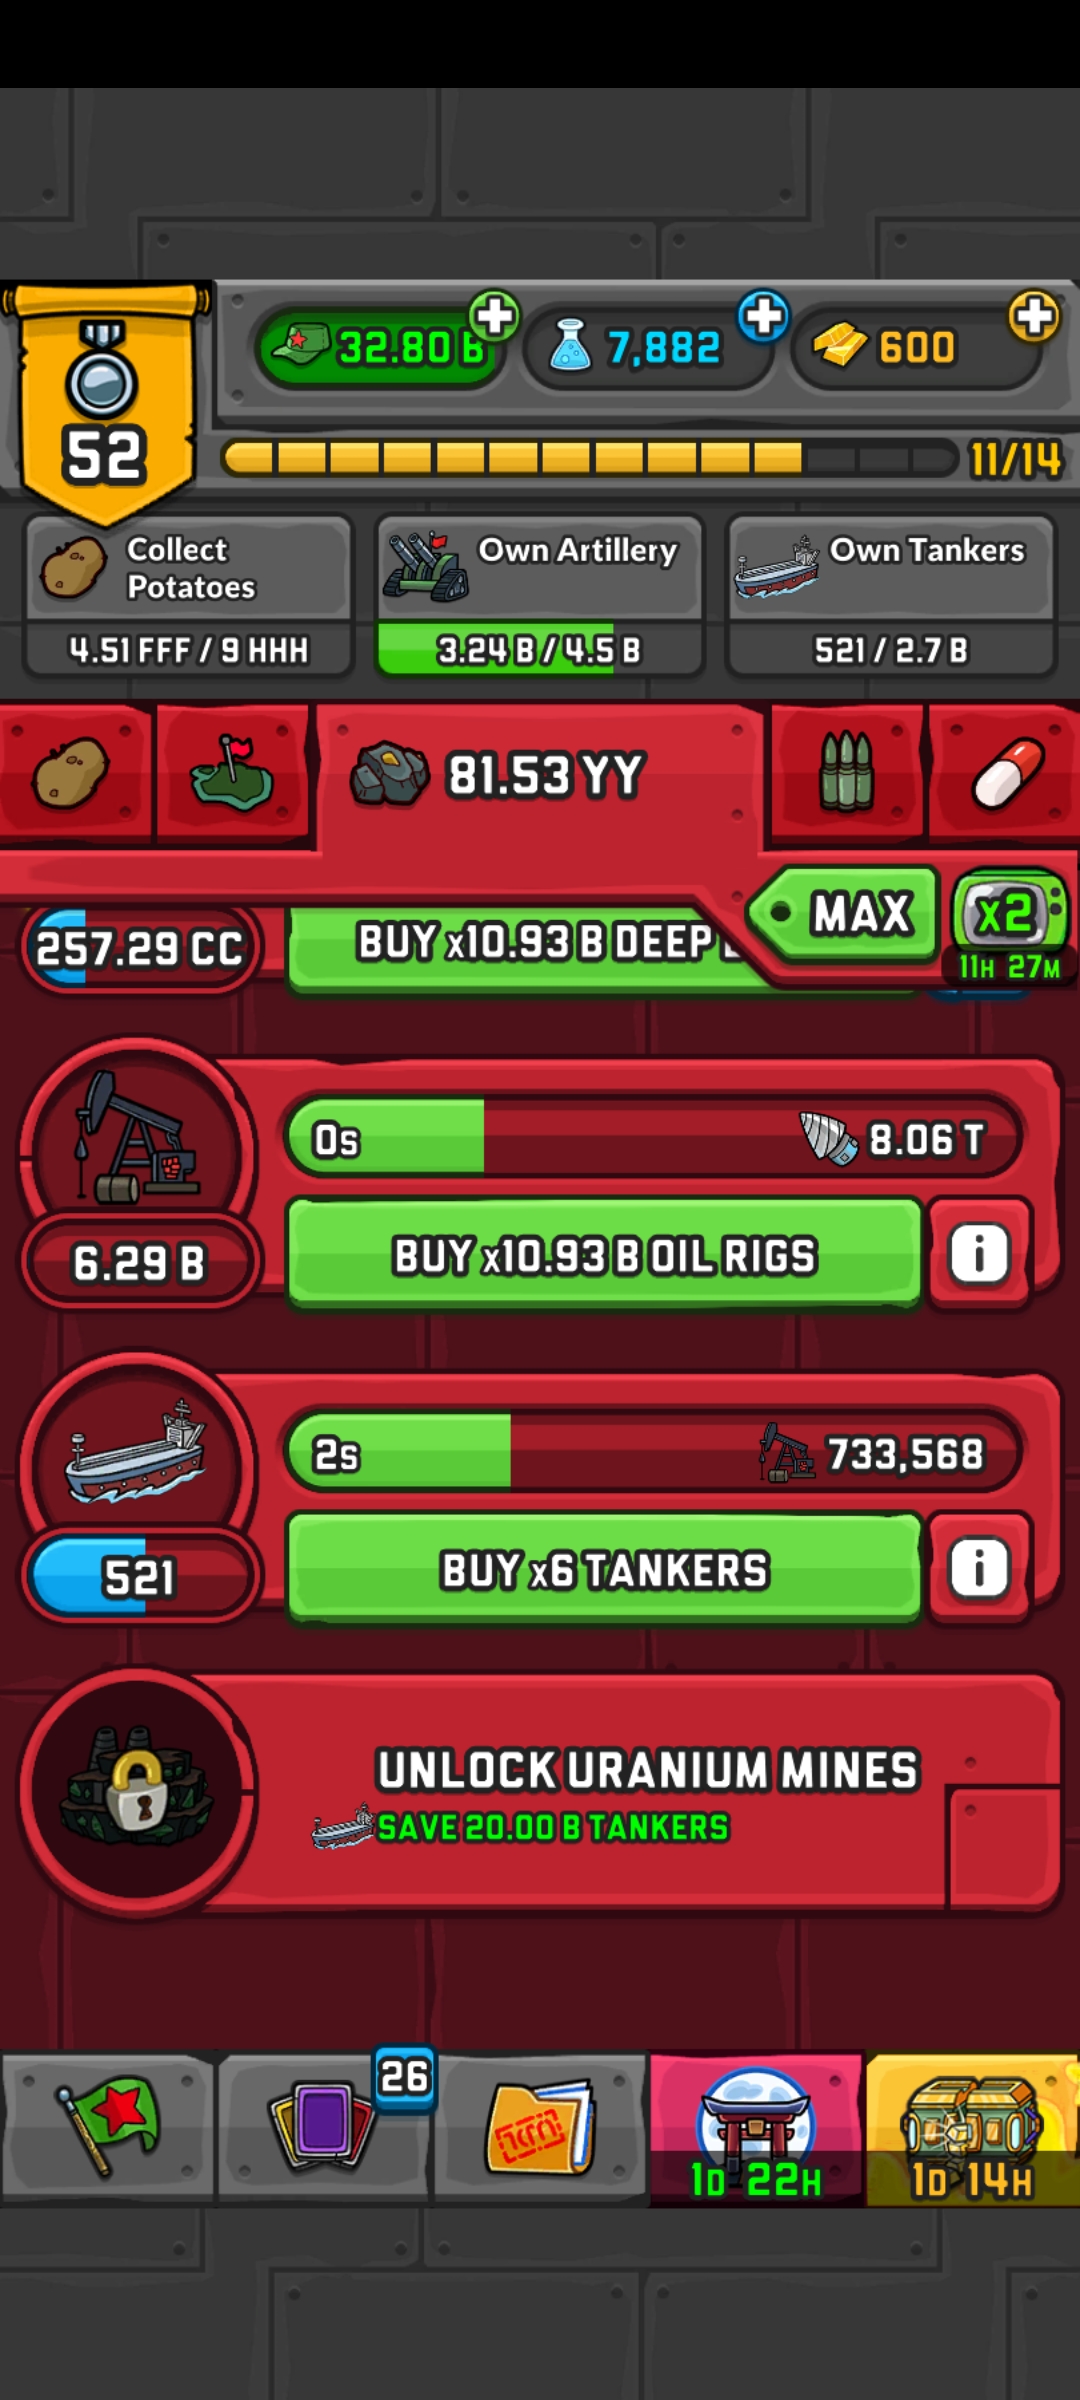 32.80 B
7,882
600
52
11/14
Collect
Potatoes
4.51 FFF / 9 HHH
Own Artillery
3.24 B / 4.5 B
Own Tankers
521 / 2.7 B
81.53 YY
MAX
x2
11H 27M
257.29 CC
BUY x10.93 B DEEP
0s
8.06 T
6.29 B
BUY x10.93 B OIL RIGS
i
2s
733,568
521
BUY x6 TANKERS
i
UNLOCK URANIUM MINES
SAVE 20.00 B TANKERS
26
1D 22H
1D 14H